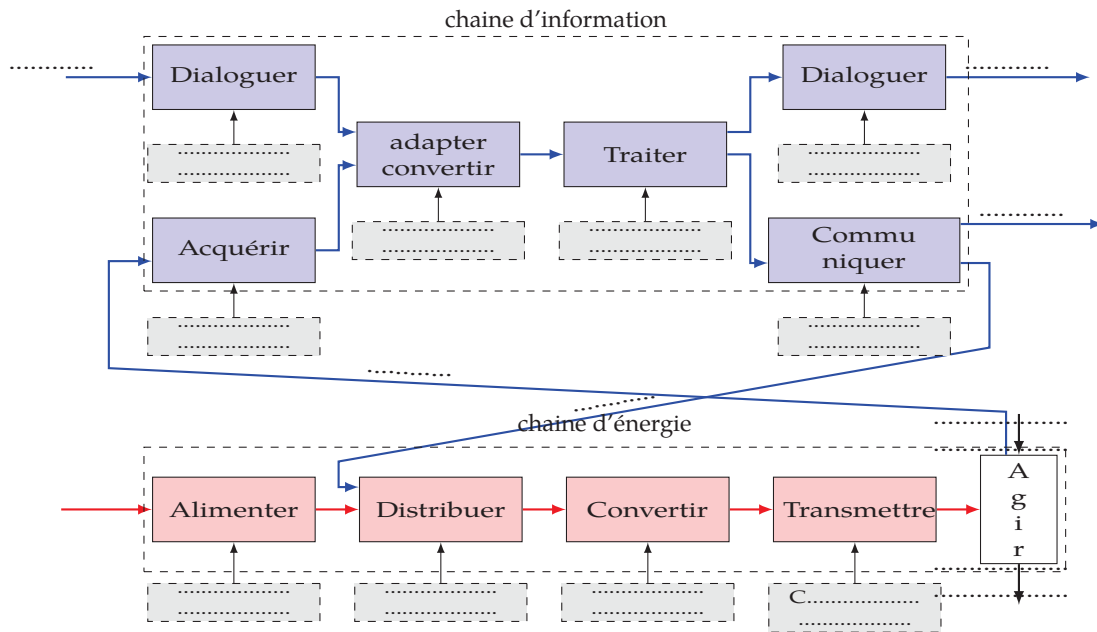 chaine d'information
Dialoguer
Dialoguer
adapter
convertir
Traiter
Acquérir
Commu
niquer
chaine d'énergie
Alimenter
Distribuer
Convertir
Transmettre
A
g
i
r
C